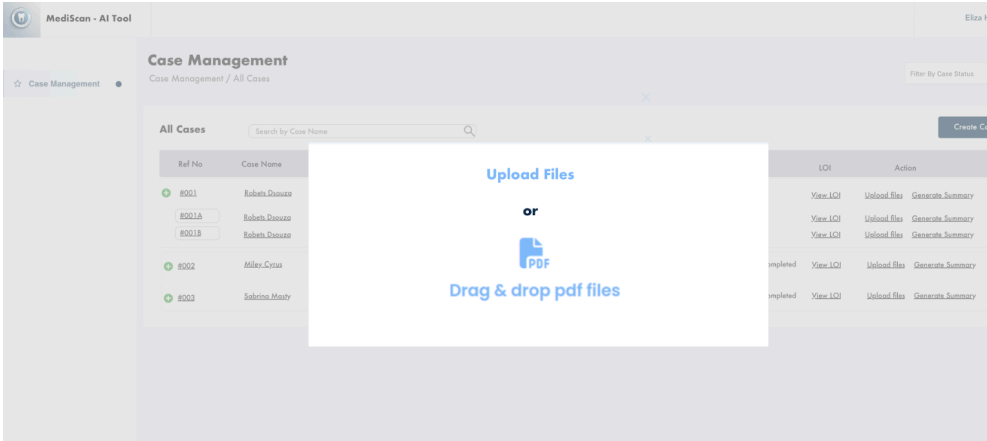 MediScan - AI Tool
Eliza
Case Management
Case Management
Case Management / All Cases
Filter By Case Status
All Cases
Search by Case Name
Create
Ref No Case Name LOI Action
#001 Robets Dsouza View LOI Upload files Generate Summary
#001A Robets Dsouza View LOI Upload files Generate Summary
#001B Robets Dsouza View LOI Upload files Generate Summary
#002 Miley Cyrus ompleted View LOI Upload files Generate Summary
#003 Sabrina Masty ompleted View LOI Upload files Generate Summary
Upload Files
or
PDF
Drag & drop pdf files